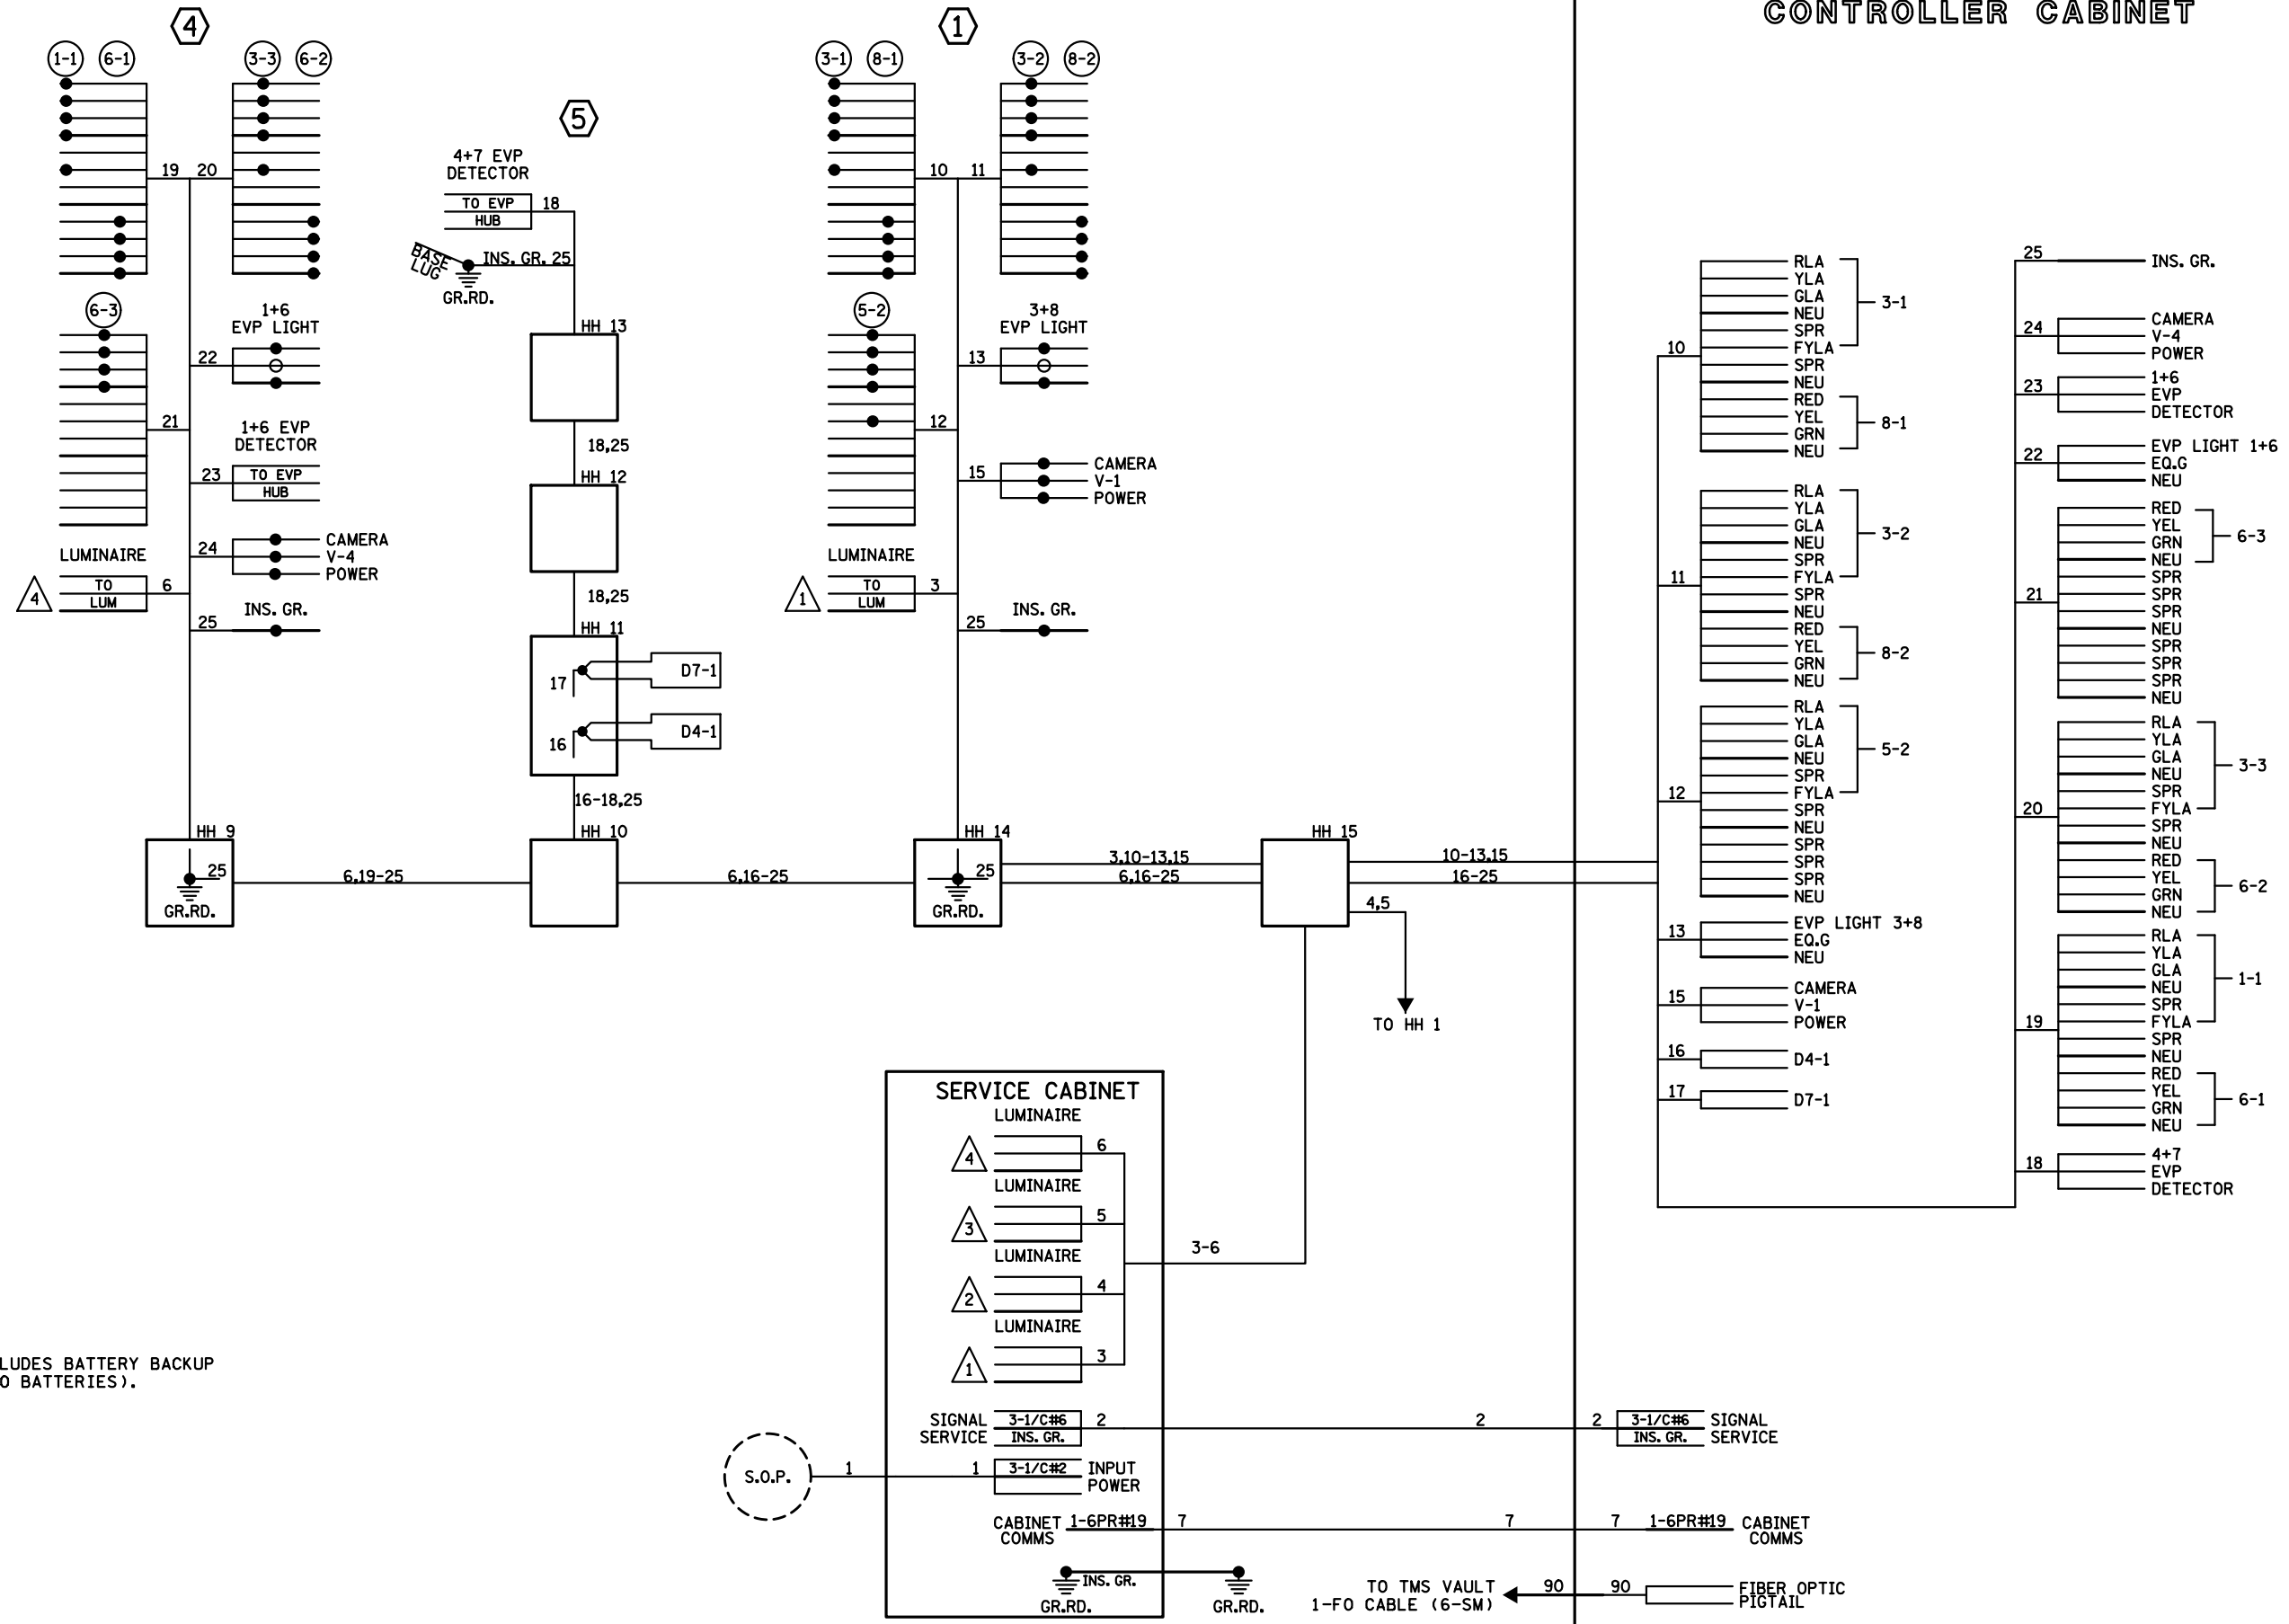 CONTROLLER CABINET
4
1-1
6-1
3-3
6-2
19
20
6-3
1+6
EVP LIGHT
22
21
1+6 EVP
DETECTOR
23
TO EVP
HUB
24
CAMERA
V-4
POWER
LUMINAIRE
4
TO
LUM
6
INS. GR.
25
HH 9
25
GR.RD.
6,19-25
5
4+7 EVP
DETECTOR
TO EVP
HUB
18
BASE
LUG
INS. GR. 25
GR.RD.
HH 13
18,25
HH 12
18,25
HH 11
17
D7-1
16
D4-1
16-18,25
HH 10
6,16-25
1
3-1
8-1
3-2
8-2
10
11
5-2
3+8
EVP LIGHT
13
12
15
CAMERA
V-1
POWER
LUMINAIRE
1
TO
LUM
3
INS. GR.
25
HH 14
25
GR.RD.
3,10-13,15
6,16-25
HH 15
10-13,15
16-25
4,5
TO HH 1
3-6
SERVICE CABINET
LUMINAIRE
4
6
LUMINAIRE
3
5
LUMINAIRE
2
4
LUMINAIRE
1
3
SIGNAL
SERVICE
3-1/C#6
INS. GR.
2
2
2
3-1/C#6
INS. GR.
SIGNAL
SERVICE
S.O.P.
1
1
3-1/C#2
INPUT
POWER
CABINET
COMMS
1-6PR#19
7
7
7
1-6PR#19
CABINET
COMMS
INS. GR.
GR.RD.
GR.RD.
TO TMS VAULT
1-FO CABLE (6-SM)
90
90
FIBER OPTIC
PIGTAIL
LUDES BATTERY BACKUP
O BATTERIES).
10
RLA
YLA
GLA
NEU
SPR
FYLA
SPR
NEU
RED
YEL
GRN
NEU
3-1
8-1
11
RLA
YLA
GLA
NEU
SPR
FYLA
SPR
NEU
RED
YEL
GRN
NEU
3-2
8-2
12
RLA
YLA
GLA
NEU
SPR
FYLA
SPR
NEU
SPR
SPR
SPR
NEU
5-2
13
EVP LIGHT 3+8
EQ.G
NEU
15
CAMERA
V-1
POWER
16
D4-1
17
D7-1
25
INS. GR.
24
CAMERA
V-4
POWER
23
1+6
EVP
DETECTOR
22
EVP LIGHT 1+6
EQ.G
NEU
21
RED
YEL
GRN
NEU
SPR
SPR
SPR
NEU
SPR
SPR
SPR
NEU
6-3
20
RLA
YLA
GLA
NEU
SPR
FYLA
SPR
NEU
RED
YEL
GRN
NEU
3-3
6-2
19
RLA
YLA
GLA
NEU
SPR
FYLA
SPR
NEU
RED
YEL
GRN
NEU
1-1
6-1
18
4+7
EVP
DETECTOR